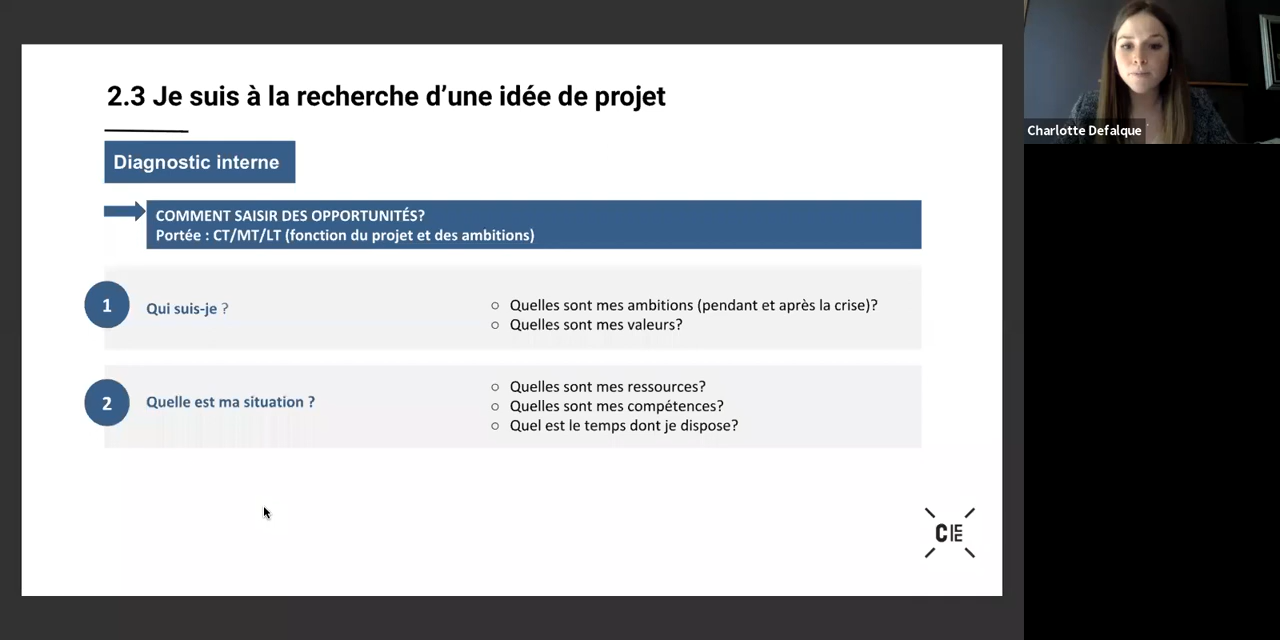 2.3 Je suis à la recherche d’une idée de projet
Diagnostic interne
COMMENT SAISIR DES OPPORTUNITÉS?
Portée : CT/MT/LT (fonction du projet et des ambitions)
1
Qui suis-je ?
○ Quelles sont mes ambitions (pendant et après la crise)?
○ Quelles sont mes valeurs?
2
Quelle est ma situation ?
○ Quelles sont mes ressources?
○ Quelles sont mes compétences?
○ Quel est le temps dont je dispose?
CEE
Charlotte Defalque